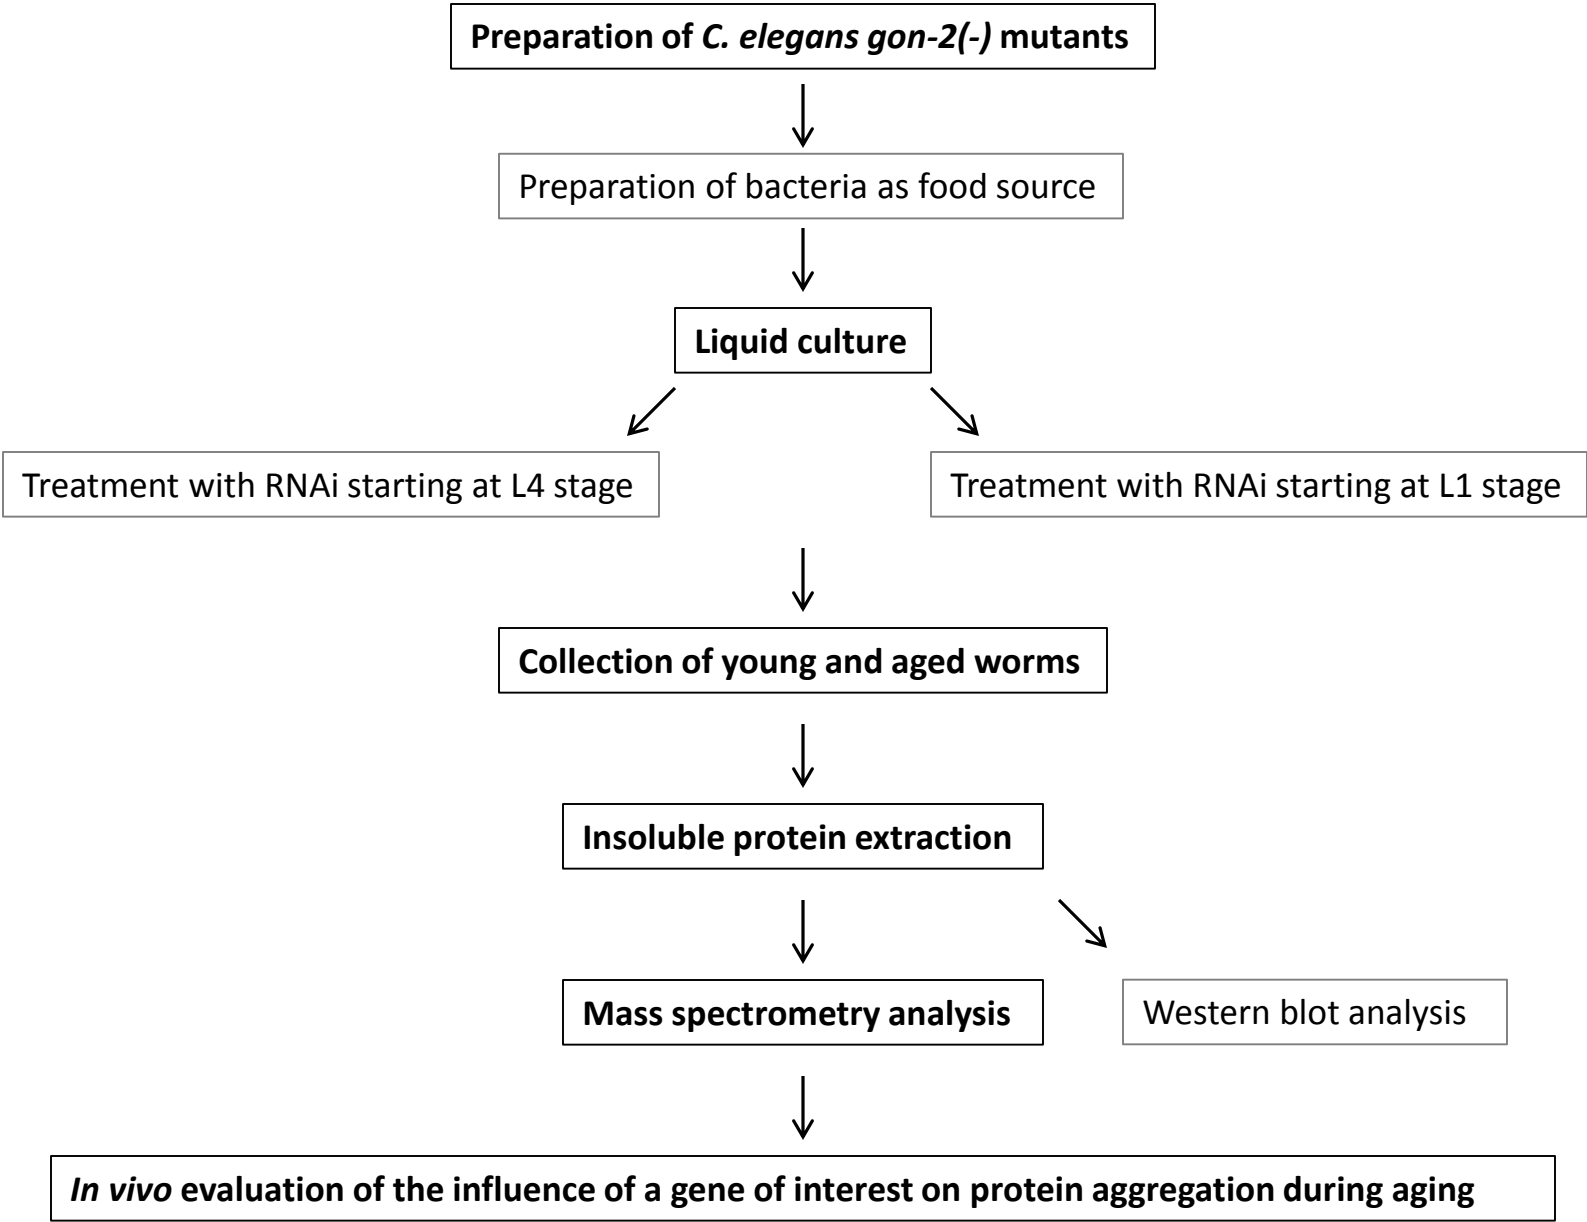 Preparation of C. elegans gon-2(-) mutants
Preparation of bacteria as food source
Liquid culture
Treatment with RNAi starting at L4 stage
Treatment with RNAi starting at L1 stage
Collection of young and aged worms
Insoluble protein extraction
Mass spectrometry analysis
Western blot analysis
In vivo evaluation of the influence of a gene of interest on protein aggregation during aging